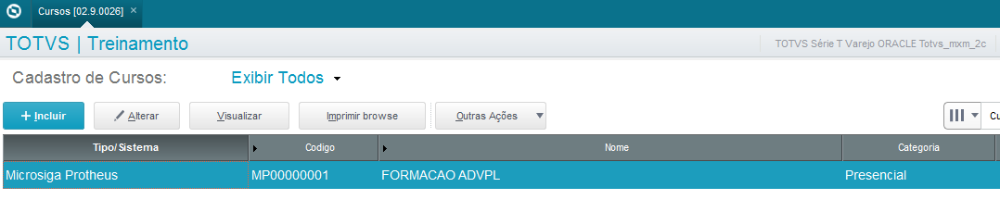 Cursos [02.9.0026] ×
TOTVS | Treinamento
TOTVS Série T Varejo ORACLE Totvs_mxm_2c
Cadastro de Cursos: Exibir Todos
+ Incluir Alterar Visualizar Imprimir browse Outras Ações Cu
Tipo/Sistema Codigo Nome Categoria
Microsiga Protheus MP00000001 FORMACAO ADVPL Presencial